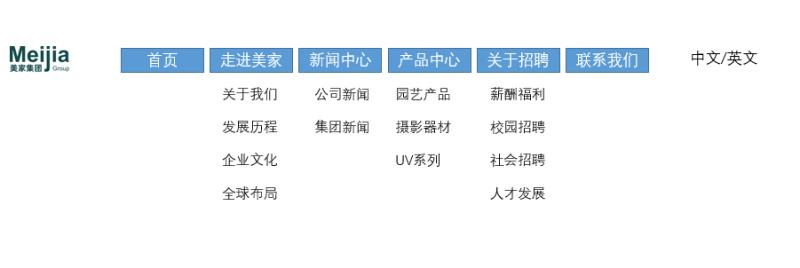 Meijia
美家集团 Group
首页 走进美家 新闻中心 产品中心 关于招聘 联系我们 中文/英文
关于我们 公司新闻 园艺产品 薪酬福利
发展历程 集团新闻 摄影器材 校园招聘
企业文化 UV系列 社会招聘
全球布局 人才发展